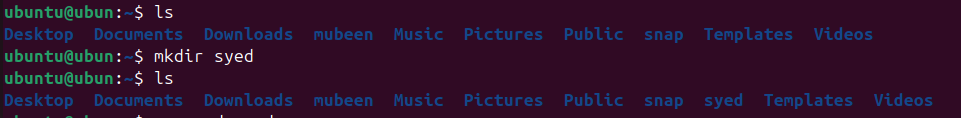 ubuntu@ubun:~$ ls
Desktop  Documents  Downloads  mubeen  Music  Pictures  Public  snap  Templates  Videos
ubuntu@ubun:~$ mkdir syed
ubuntu@ubun:~$ ls
Desktop  Documents  Downloads  mubeen  Music  Pictures  Public  snap  syed  Templates  Videos